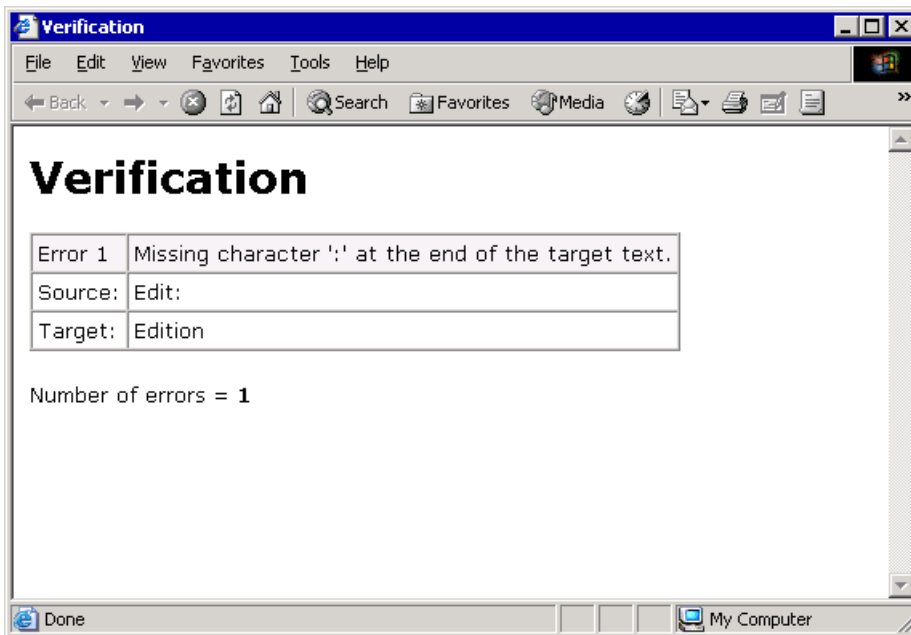 Verification
File Edit View Favorites Tools Help
Back Search Favorites Media »
Verification
Error 1 Missing character ':' at the end of the target text.
Source: Edit:
Target: Edition
Number of errors = 1
Done My Computer